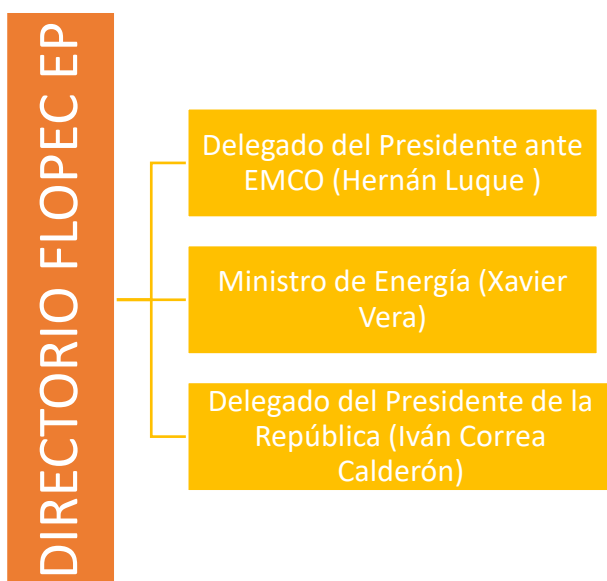 DIRECTORIO FLOPEC EP
Delegado del Presidente ante
EMCO (Hernán Luque )
Ministro de Energía (Xavier
Vera)
Delegado del Presidente de la
República (Iván Correa
Calderón)